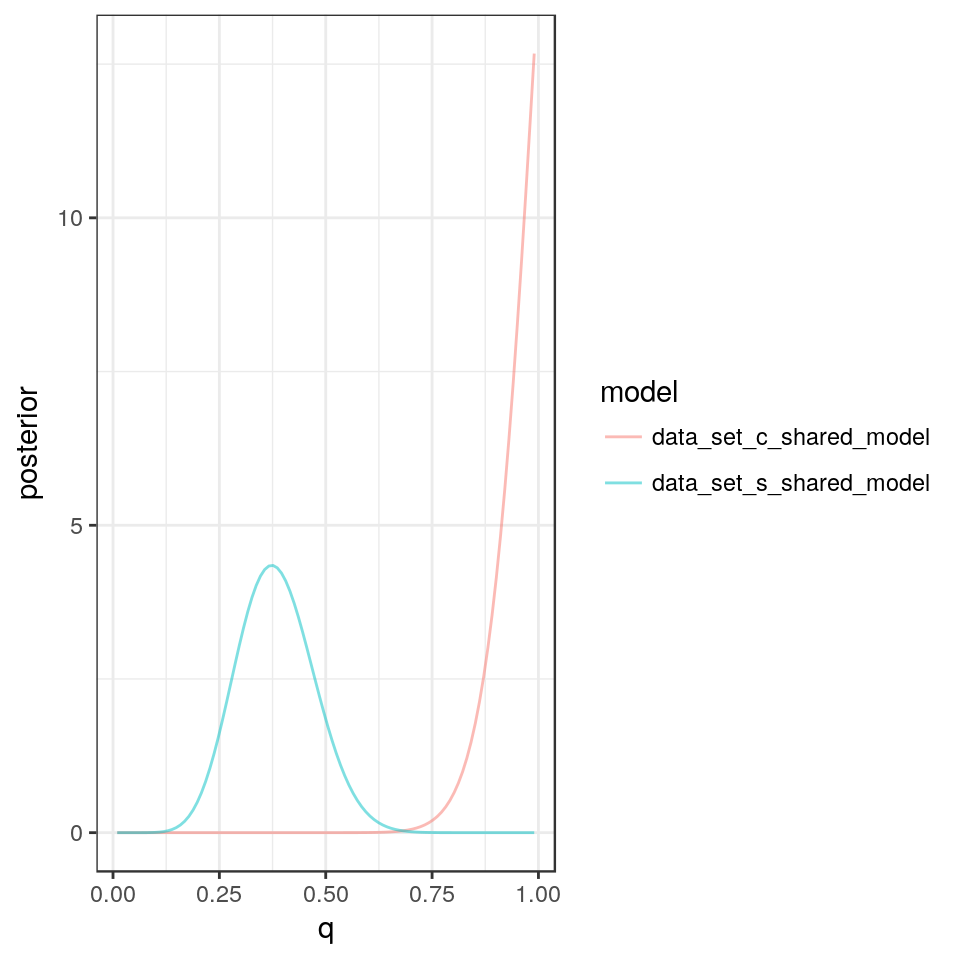 posterior
10
5
0
0.00 0.25 0.50 0.75 1.00
q
model
data_set_c_shared_model
data_set_s_shared_model